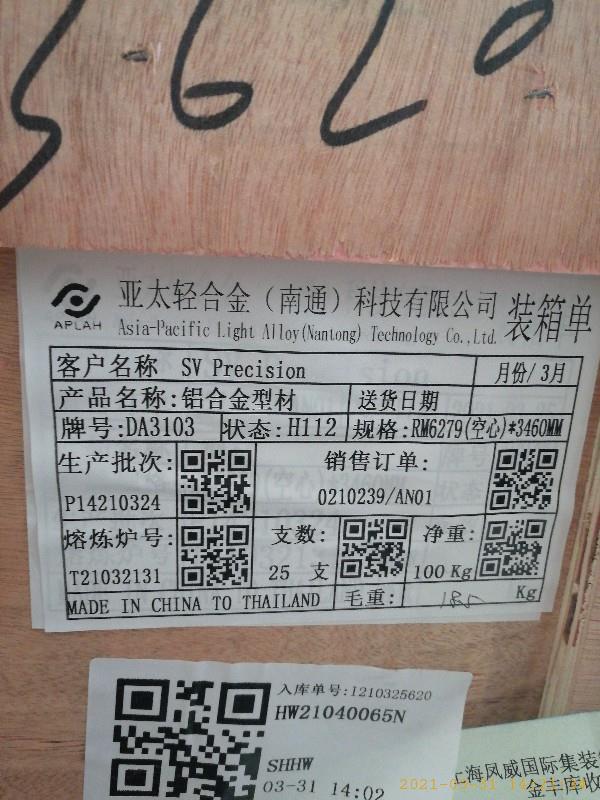 5620
APLAH
亚太轻合金（南通）科技有限公司 装箱单
Asia-Pacific Light Alloy(Nantong) Technology Co.,Ltd.
客户名称 SV Precision 月份/ 3月
产品名称:铝合金型材 送货日期
牌号:DA3103 状态:H112 规格:RM6279(空心)*3460MM
生产批次: 销售订单:
P14210324 0210239/AN01
熔炼炉号: 支数: 净重:
T21032131 25 支 100 Kg
MADE IN CHINA TO THAILAND 毛重: Kg
入库单号:1210325620
HW21040065N
SHHW
03-31 14:02
上海凤威国际集装
2021-03-31